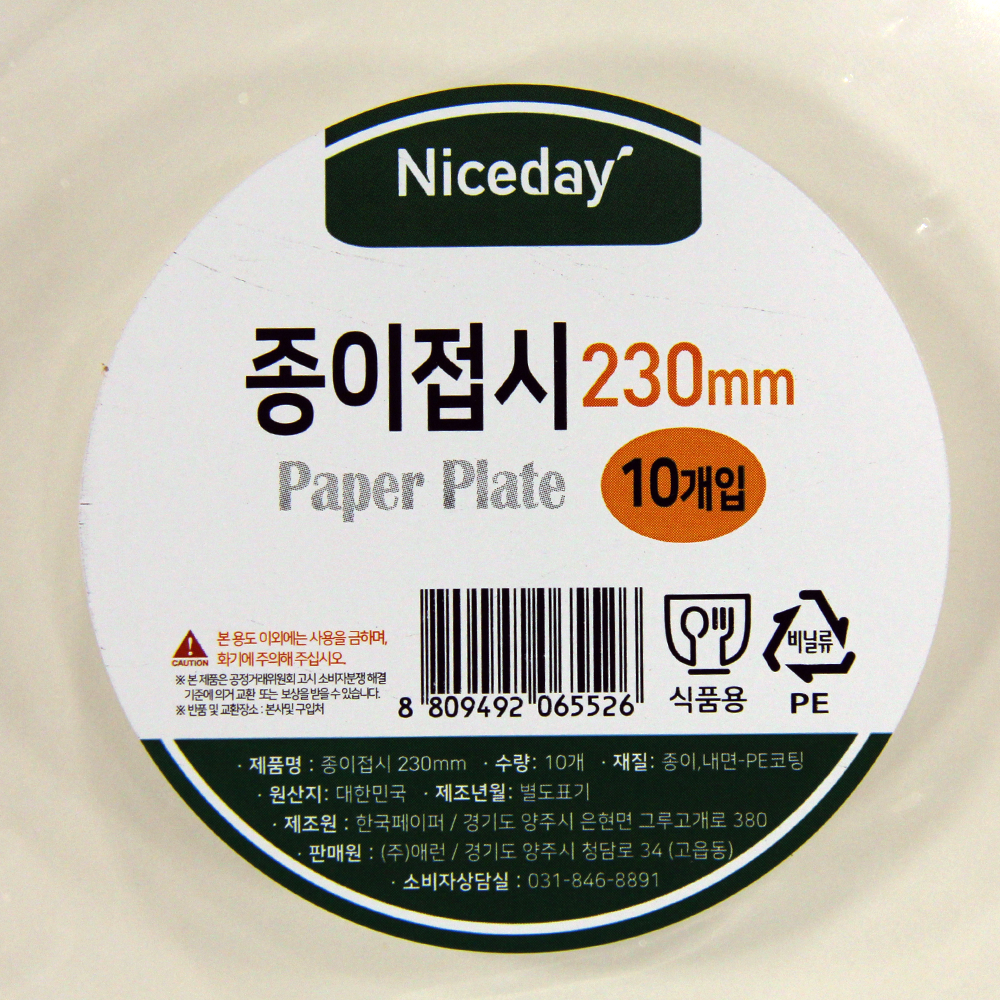 Niceday
종이접시 230mm
Paper Plate
10개입
CAUTION
본 용도 이외에는 사용을 금하며,
화기에 주의해 주십시오.
※ 본 제품은 공정거래위원회 고시 소비자분쟁 해결
기준에 의거 교환 또는 보상을 받을 수 있습니다.
※ 반품 및 교환장소 : 본사및 구입처
8 809492 065526
식품용
비닐류
PE
· 제품명 : 종이접시 230mm · 수량: 10개 · 재질: 종이,내면-PE코팅
· 원산지: 대한민국 · 제조년월: 별도표기
· 제조원 : 한국페이퍼 / 경기도 양주시 은현면 그루고개로 380
· 판매원 : (주)애런 / 경기도 양주시 청담로 34 (고읍동)
· 소비자상담실 : 031-846-8891